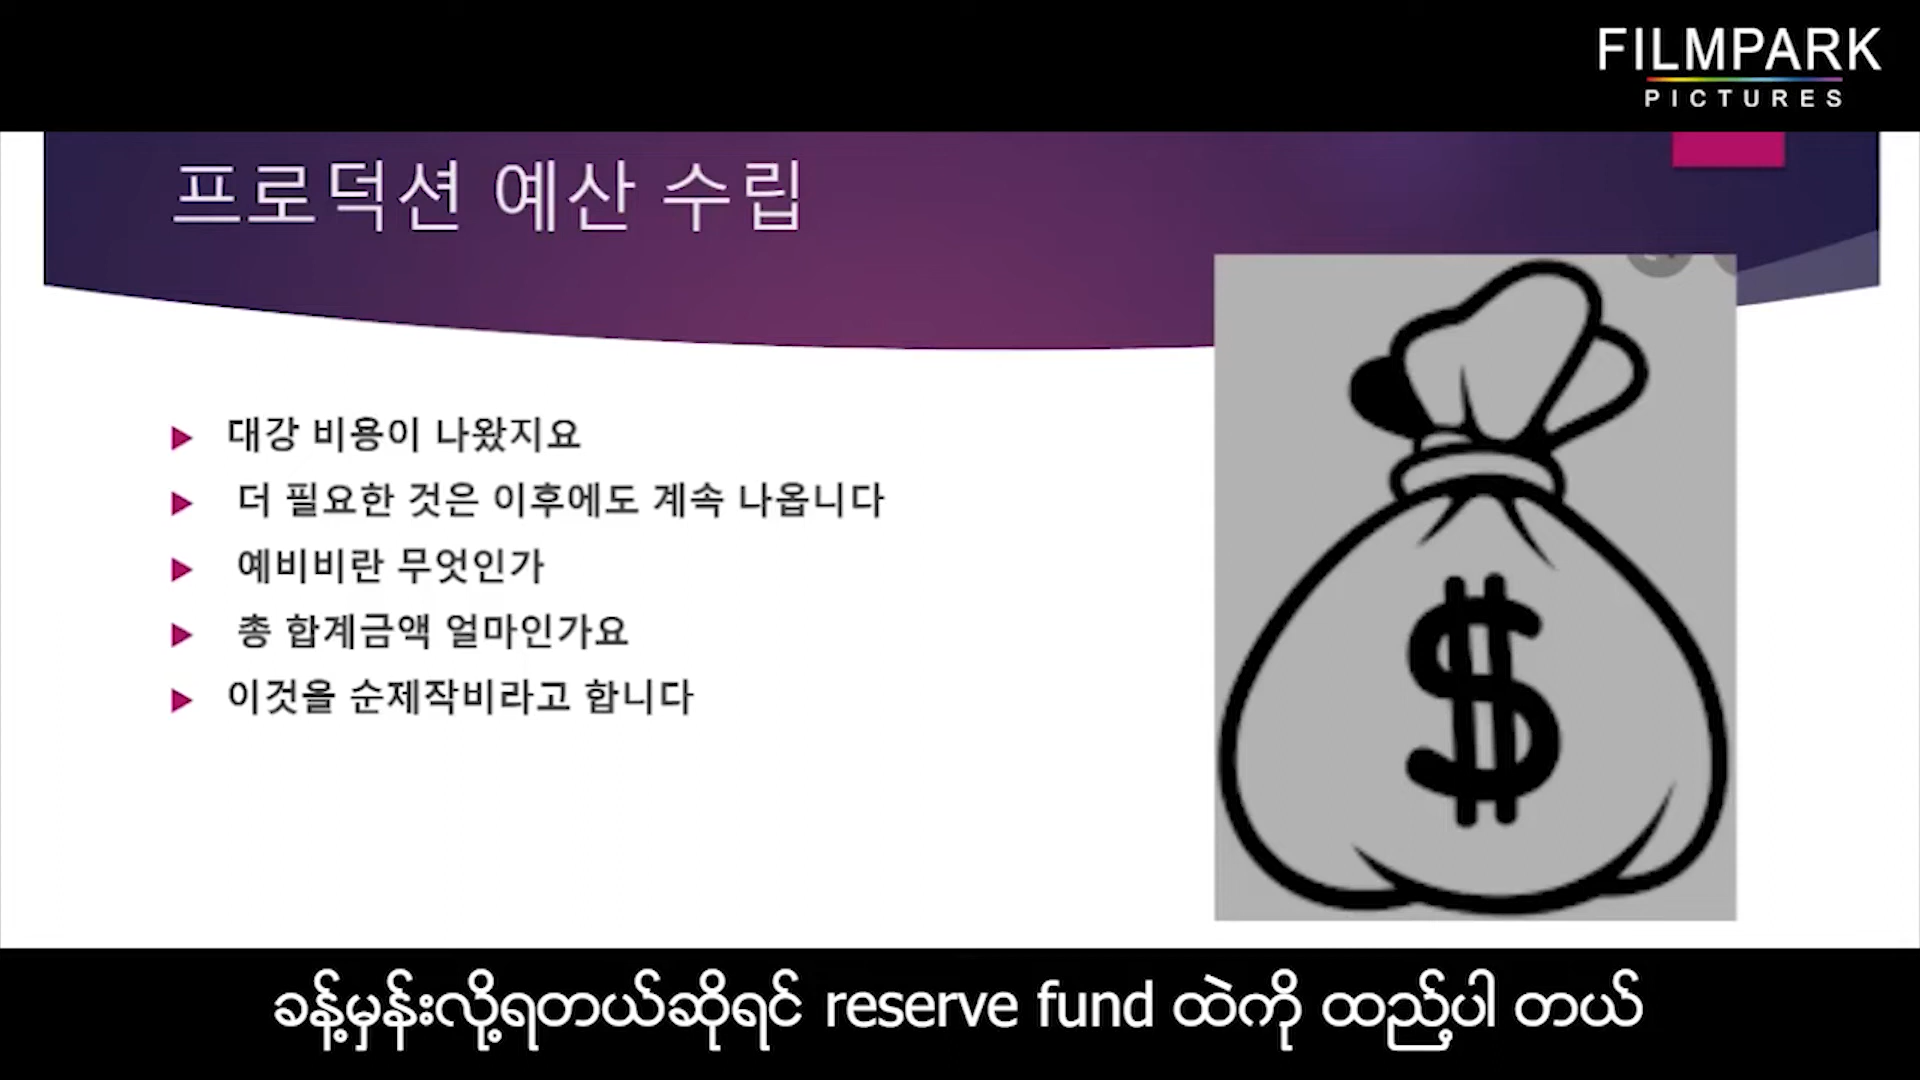 FILMPARK
PICTURES
프로덕션 예산 수립
대강 비용이 나왔지요
더 필요한 것은 이후에도 계속 나옵니다
예비비란 무엇인가
총 합계금액 얼마인가요
이것을 순제작비라고 합니다
$
ခန့်မှန်းလို့ရတယ်ဆိုရင် reserve fund ထဲကို ထည့်ပါ တယ်